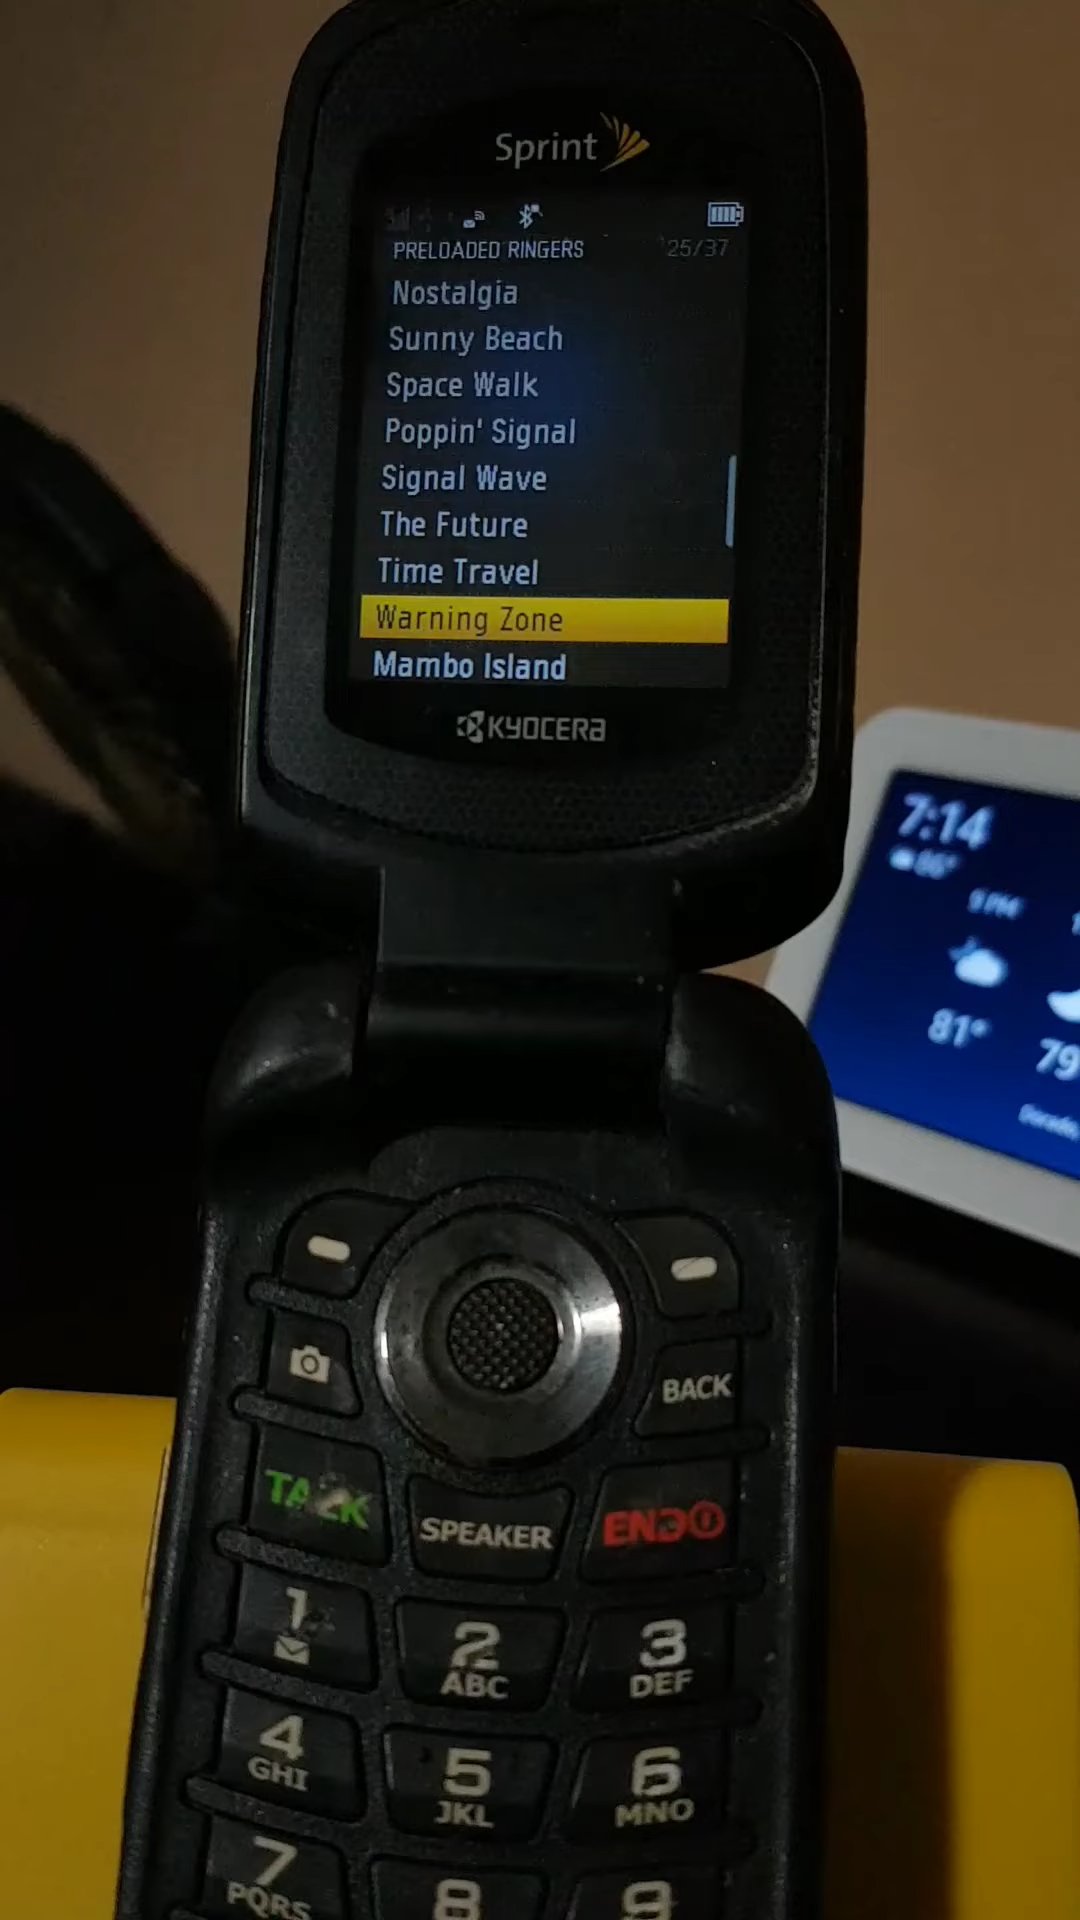 Sprint
PRELOADED RINGERS 25/37
Nostalgia
Sunny Beach
Space Walk
Poppin' Signal
Signal Wave
The Future
Time Travel
Warning Zone
Mambo Island
KYOCERA
7:14
81°
79
BACK
TALK
SPEAKER
END
1
2
ABC
3
DEF
4
GHI
5
JKL
6
MNO
7
PQRS
8
9